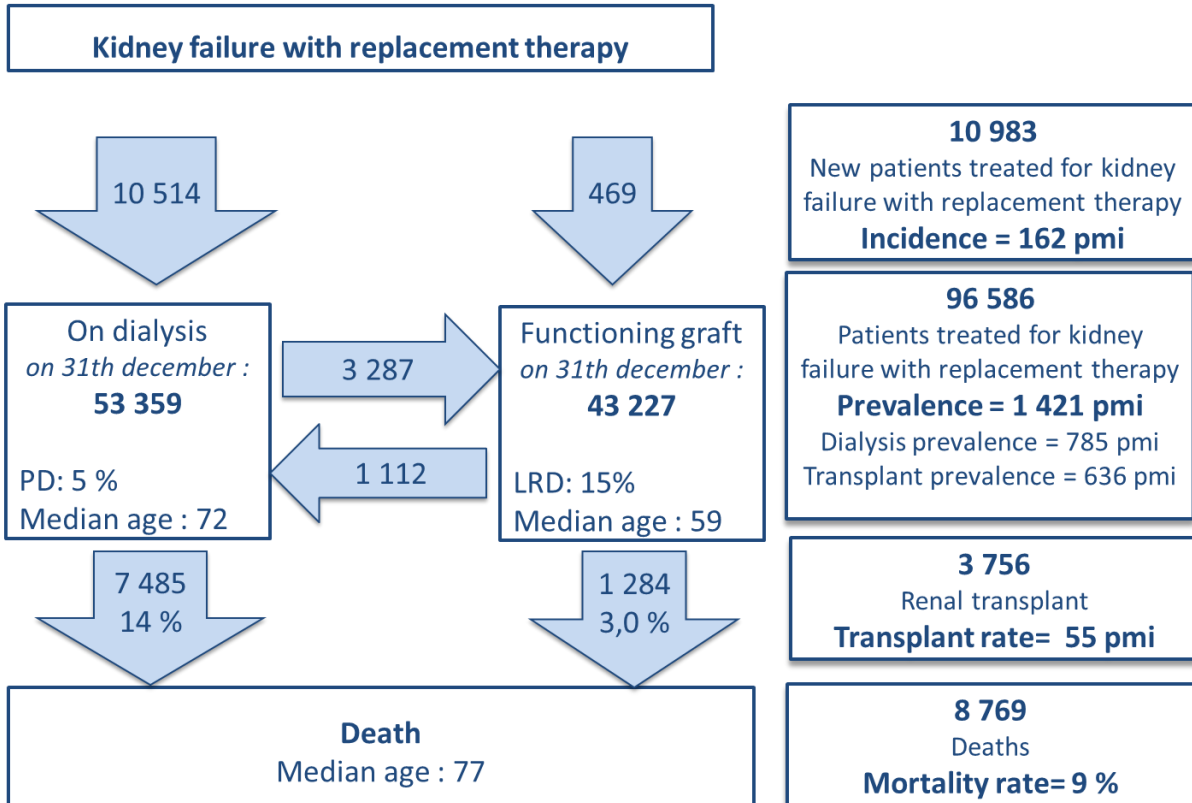 Kidney failure with replacement therapy
10 514
469
10 983
New patients treated for kidney
failure with replacement therapy
Incidence = 162 pmi
On dialysis
on 31th december :
53 359
PD: 5 %
Median age : 72
3 287
1 112
Functioning graft
on 31th december :
43 227
LRD: 15%
Median age : 59
96 586
Patients treated for kidney
failure with replacement therapy
Prevalence = 1 421 pmi
Dialysis prevalence = 785 pmi
Transplant prevalence = 636 pmi
7 485
14 %
1 284
3,0 %
3 756
Renal transplant
Transplant rate= 55 pmi
Death
Median age : 77
8 769
Deaths
Mortality rate= 9 %